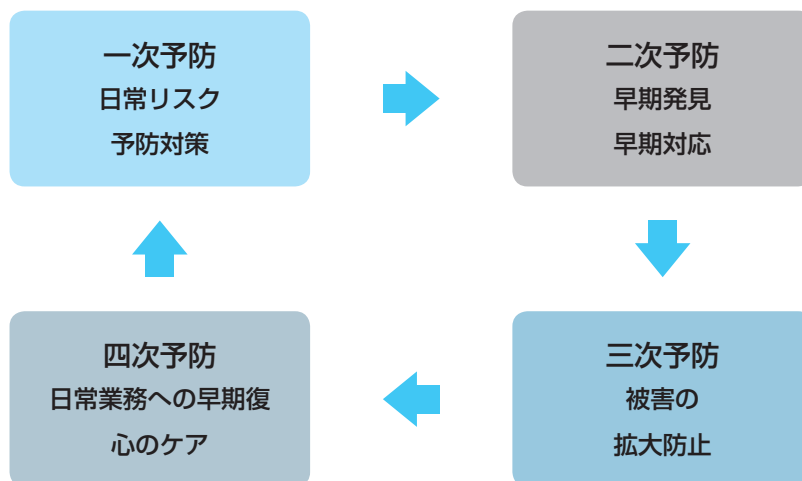 一次予防
日常リスク
予防対策
二次予防
早期発見
早期対応
三次予防
被害の
拡大防止
四次予防
日常業務への早期復
心のケア